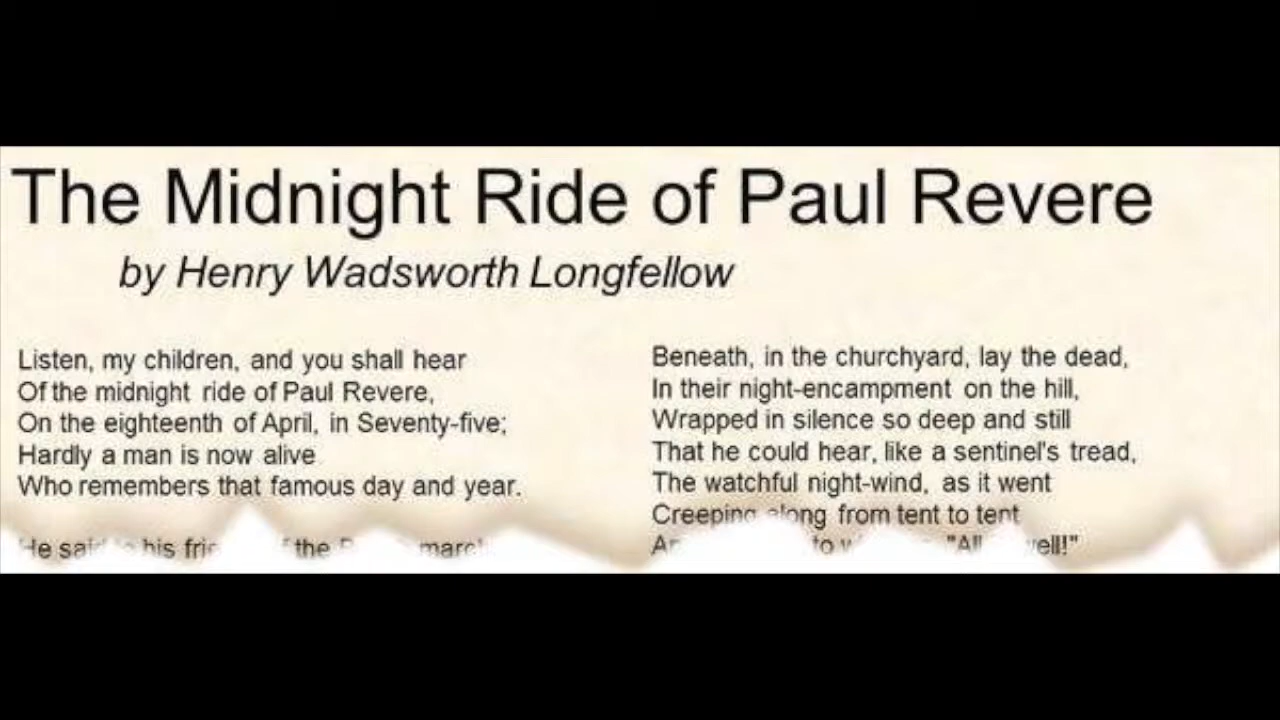 The Midnight Ride of Paul Revere
by Henry Wadsworth Longfellow
Listen, my children, and you shall hear
Of the midnight ride of Paul Revere,
On the eighteenth of April, in Seventy-five;
Hardly a man is now alive
Who remembers that famous day and year.
his
the
Beneath, in the churchyard, lay the dead,
In their night-encampment on the hill,
Wrapped in silence so deep and still
That he could hear, like a sentinel's tread,
The watchful night-wind, as it went
Creeping along from tent to tent
to